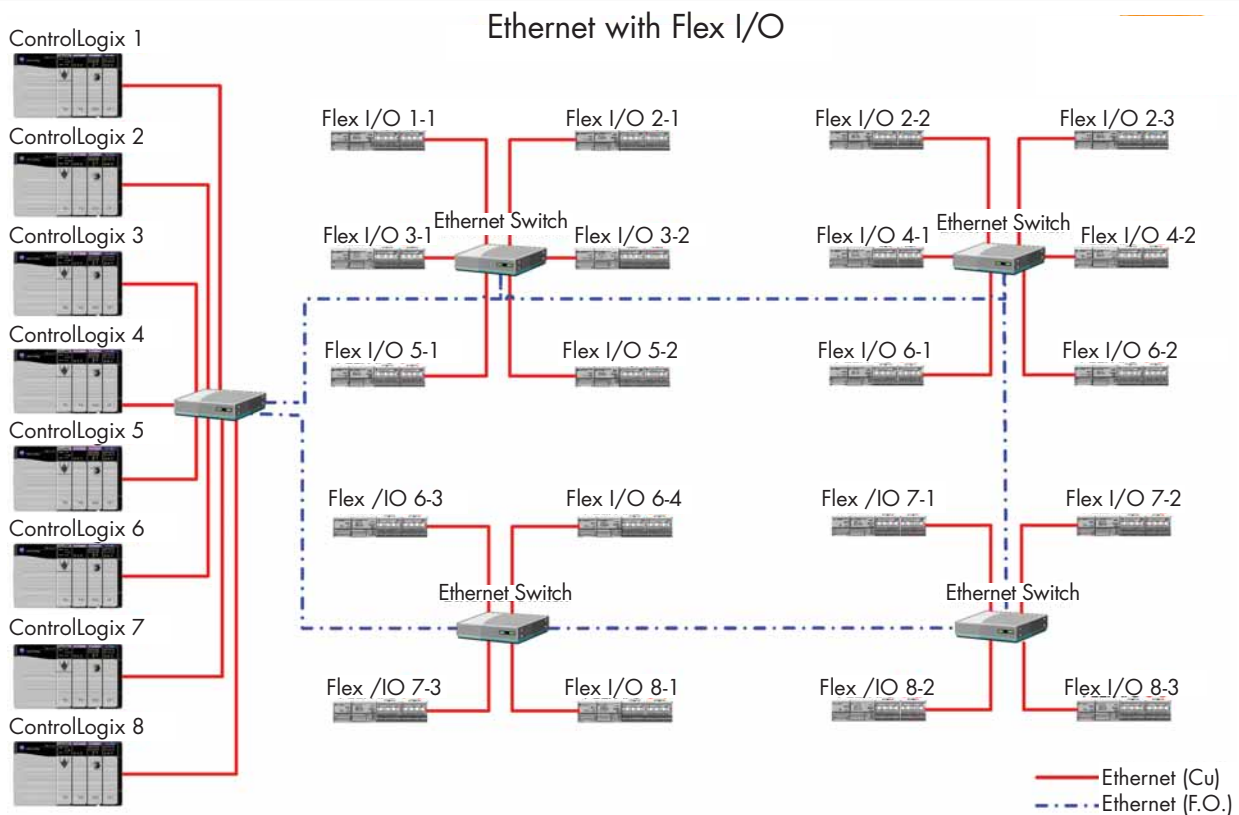 Ethernet with Flex I/O
ControlLogix 1
ControlLogix 2
ControlLogix 3
ControlLogix 4
ControlLogix 5
ControlLogix 6
ControlLogix 7
ControlLogix 8
Flex I/O 1-1
Flex I/O 2-1
Ethernet Switch
Flex I/O 3-1
Flex I/O 3-2
Flex I/O 5-1
Flex I/O 5-2
Flex I/O 2-2
Flex I/O 2-3
Ethernet Switch
Flex I/O 4-1
Flex I/O 4-2
Flex I/O 6-1
Flex I/O 6-2
Flex /IO 6-3
Flex I/O 6-4
Ethernet Switch
Flex /IO 7-3
Flex I/O 8-1
Flex /IO 7-1
Flex I/O 7-2
Ethernet Switch
Flex /IO 8-2
Flex I/O 8-3
Ethernet (Cu)
Ethernet (F.O.)